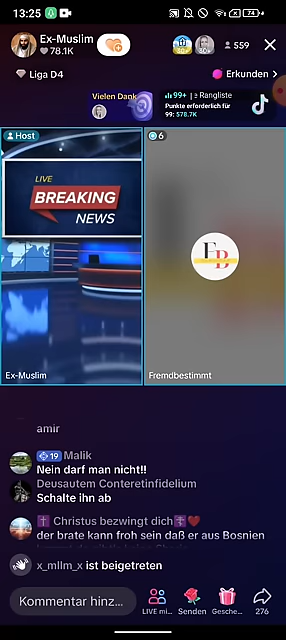 13:25
74
Ex-Muslim
78.1K
559
Liga D4
Erkunden
Vielen Dank
99+
Rangliste
Punkte erforderlich für
99: 578.7K
Host
6
LIVE
BREAKING
NEWS
FB
Ex-Muslim
Fremdbestimmt
amir
19 Malik
Nein darf man nicht!!
Deusautem Conteretinfidelium
Schalte ihn ab
Christus bezwingt dich
der brate kann froh sein daß er aus Bosnien
x_mllm_x ist beigetreten
Kommentar hinz...
LIVE mi...
Senden
Gesche...
276